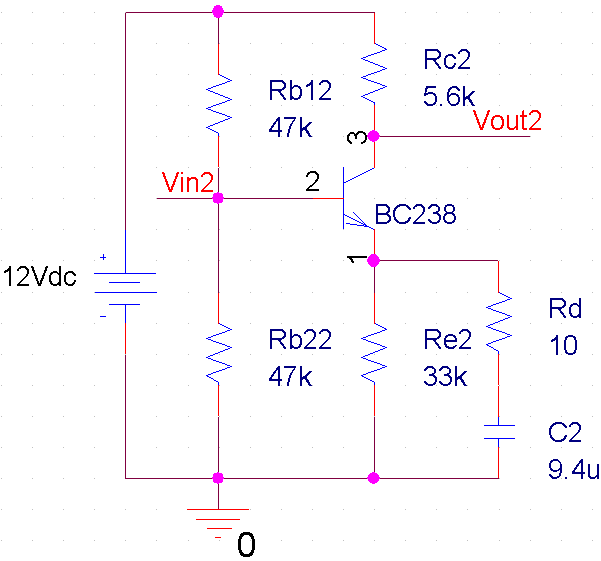 Rc2
5.6k
Rb12
47k
Vout2
3
Vin2
2
BC238
+
12Vdc
-
1
Rb22
47k
Re2
33k
Rd
10
C2
9.4u
0